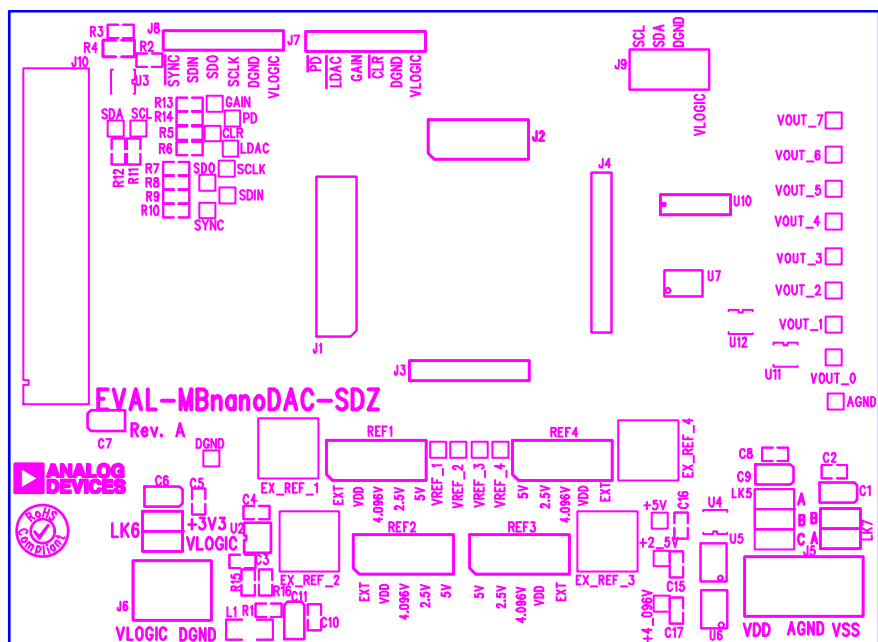 R3
R4
R2
J10
U3
J8
SYNC
SDIN
SDO
SCLK
DGND
VLOGIC
J7
PD
LDAC
GAIN
CLR
DGND
VLOGIC
SCL
SDA
DGND
J9
VLOGIC
R13
GAIN
R14
PD
SDA
SCL
R5
CLR
R6
LDAC
R12
R11
R7
SDO
SCLK
R8
R9
SDIN
R10
SYNC
J2
J4
J1
J3
U10
U7
U12
U11
VOUT_7
VOUT_6
VOUT_5
VOUT_4
VOUT_3
VOUT_2
VOUT_1
VOUT_0
AGND
EVAL-MBnanoDAC-SDZ
Rev. A
C7
DGND
ANALOG
DEVICES
RoHS
Compliant
EX_REF_1
REF1
EXT
VDD
4.096V
2.5V
5V
VREF_1
VREF_2
VREF_3
VREF_4
REF4
5V
2.5V
4.096V
VDD
EXT
EX_REF_4
C6
C5
C4
LK6
+3V3
VLOGIC
U2
C3
EX_REF_2
REF2
EXT
VDD
4.096V
2.5V
5V
REF3
EXT
VDD
4.096V
2.5V
5V
EX_REF_3
R15
R16
J6
R1
C11
C10
L1
VLOGIC DGND
+5V
C16
U4
+2_5V
U5
C15
+4_096V
C17
U6
C8
C9
C2
C1
LK5
A
B
C
B
A
LK7
J5
VDD AGND VSS